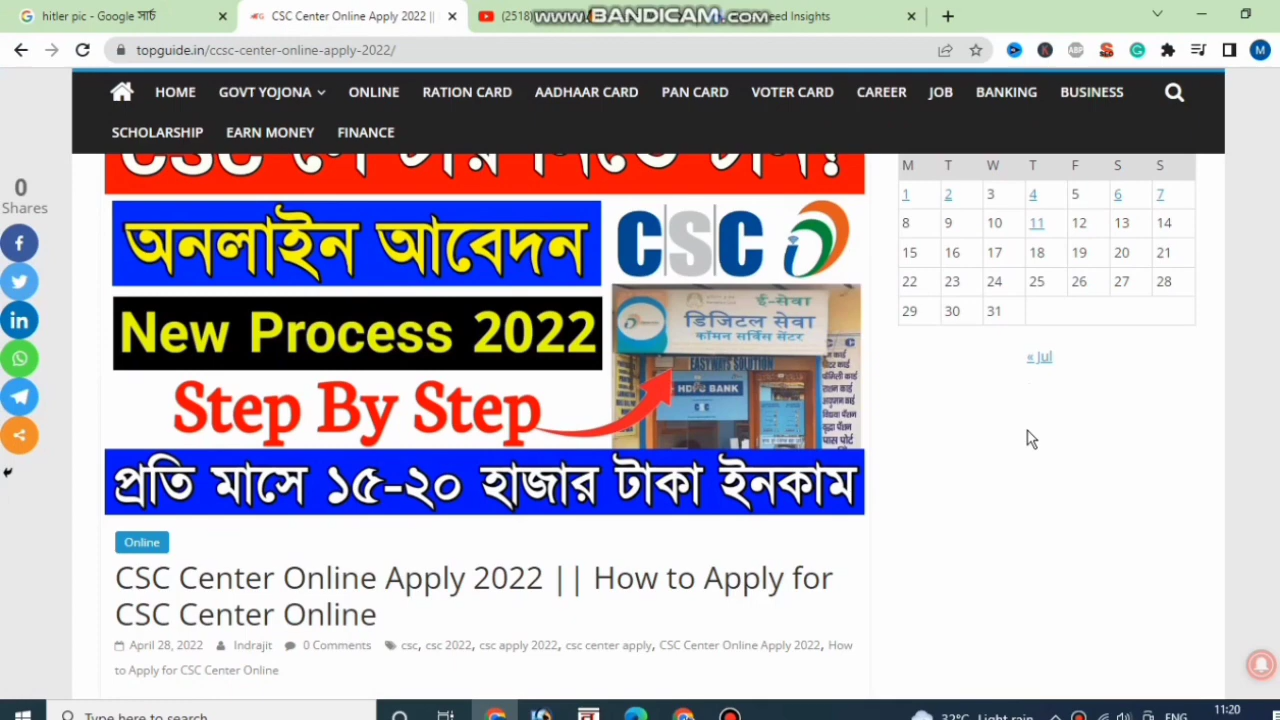 hitler pic - Google সার্চ
CSC Center Online Apply 2022 ||
(2518)
www.BANDICAM.com
eed Insights
topguide.in/ccsc-center-online-apply-2022/
HOME GOVT YOJONA ONLINE RATION CARD AADHAAR CARD PAN CARD VOTER CARD CAREER JOB BANKING BUSINESS
SCHOLARSHIP EARN MONEY FINANCE
0
Shares
অনলাইন আবেদন
CSC
New Process 2022
Step By Step
ई-सेवा
डिजिटल सेवा
कॉमन सर्विस सेंटर
EASTWAYS SOLUTION
HDFC BANK
প্রতি মাসে ১৫-২০ হাজার টাকা ইনকাম
M T W T F S S
1 2 3 4 5 6 7
8 9 10 11 12 13 14
15 16 17 18 19 20 21
22 23 24 25 26 27 28
29 30 31
« Jul
Online
CSC Center Online Apply 2022 || How to Apply for
CSC Center Online
April 28, 2022 Indrajit 0 Comments csc, csc 2022, csc apply 2022, csc center apply, CSC Center Online Apply 2022, How
to Apply for CSC Center Online
Type here to search
32°C Light rain
ENG
11:20